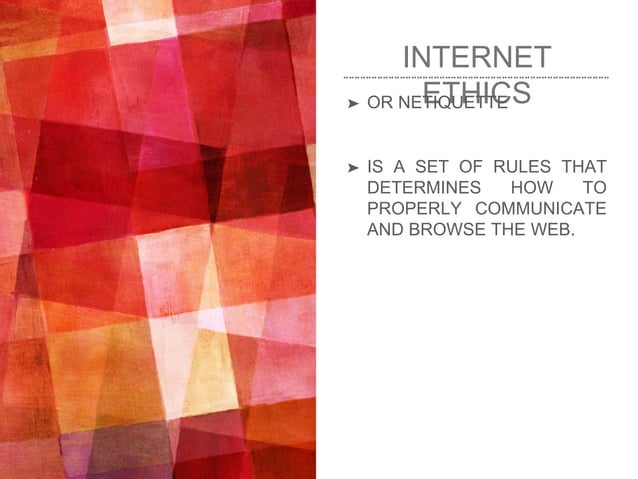 INTERNET
ETHICS
➤ OR NETIQUETTE
➤ IS A SET OF RULES THAT
DETERMINES HOW TO
PROPERLY COMMUNICATE
AND BROWSE THE WEB.